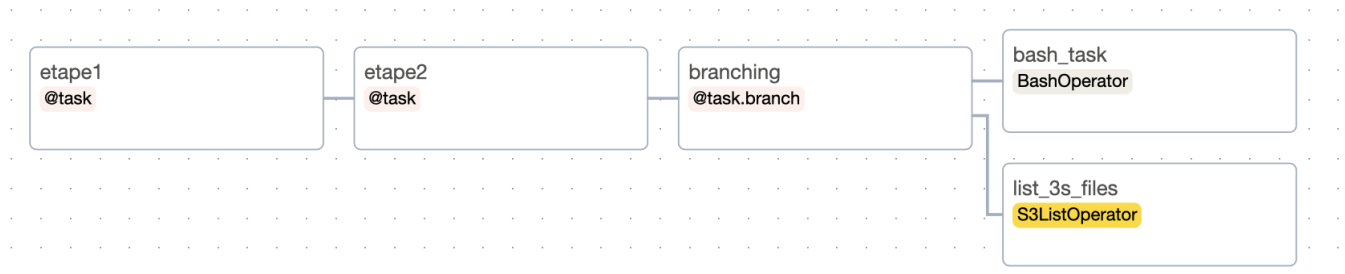 etape1
@task
etape2
@task
branching
@task.branch
bash_task
BashOperator
list_3s_files
S3ListOperator